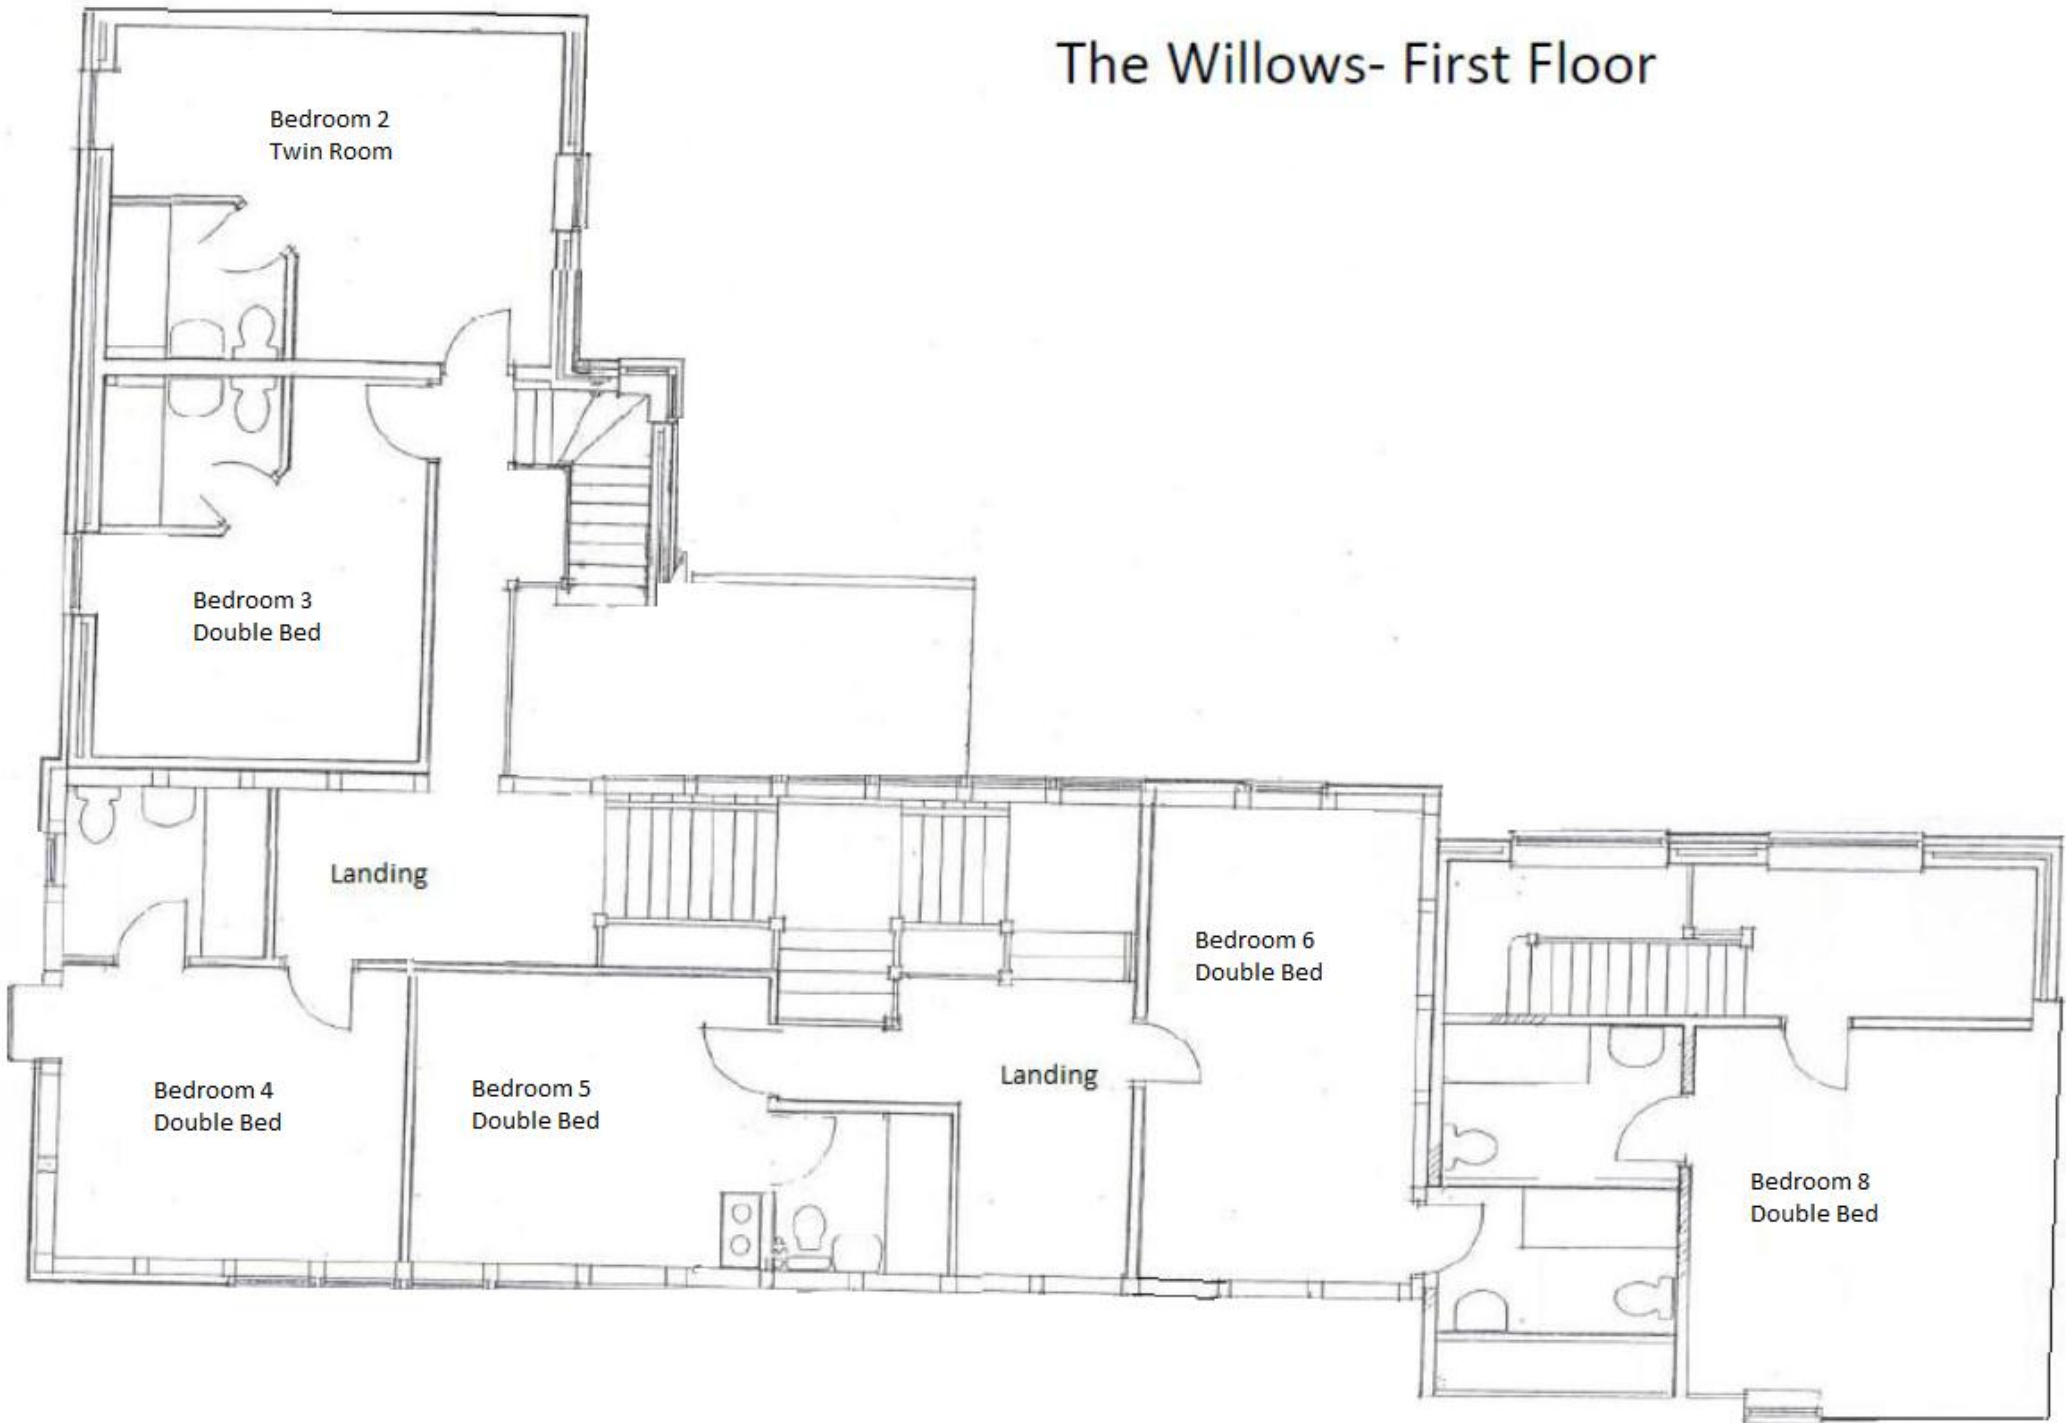 The Willows- First Floor
Bedroom 2
Twin Room
Bedroom 3
Double Bed
Landing
Bedroom 6
Double Bed
Bedroom 4
Double Bed
Bedroom 5
Double Bed
Landing
Bedroom 8
Double Bed